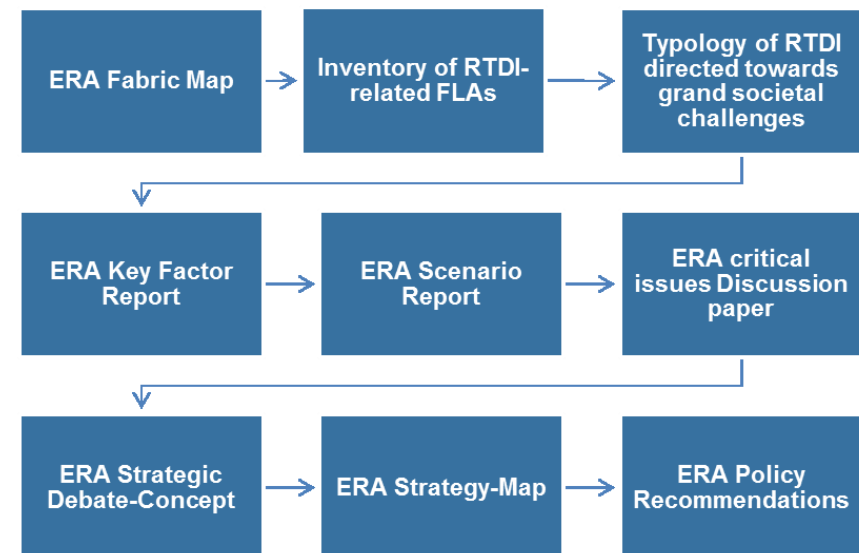 ERA Fabric Map
Inventory of RTDI-
related FLAs
Typology of RTDI
directed towards
grand societal
challenges
ERA Key Factor
Report
ERA Scenario
Report
ERA critical
issues Discussion
paper
ERA Strategic
Debate-Concept
ERA Strategy-Map
ERA Policy
Recommendations